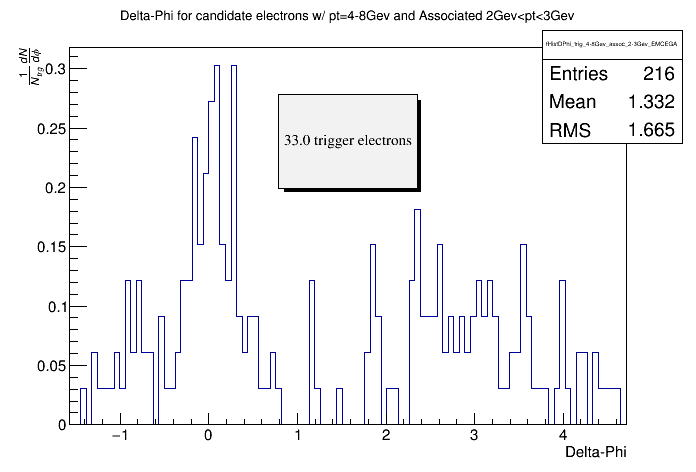 Delta-Phi for candidate electrons w/ pt=4-8Gev and Associated 2Gev<pt<3Gev
fHistDPhi_trig_4-8Gev_assoc_2-3Gev_EMCEGA
Entries 216
Mean 1.332
RMS 1.665
1 dN
N_trg dϕ
33.0 trigger electrons
0.3
0.25
0.2
0.15
0.1
0.05
0
−1 0 1 2 3 4
Delta-Phi